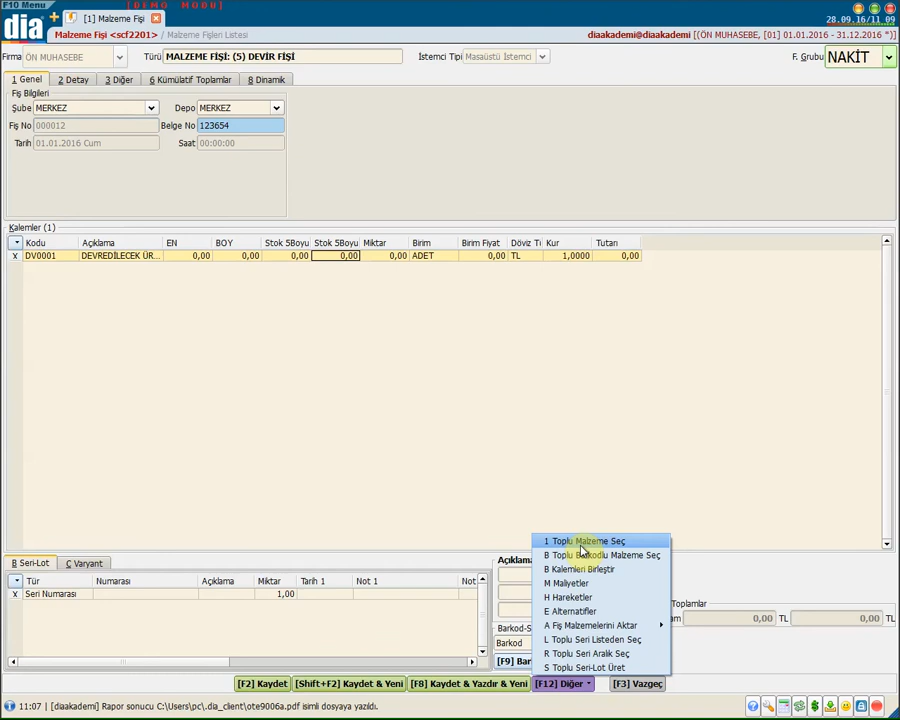 F10 Menu
[DEMO MODU]
dia
[1] Malzeme Fişi
28.09.16/11 09
Malzeme Fişi <scf2201> / Malzeme Fişleri Listesi
diaakademi@diaakademi [(ÖN MUHASEBE, [01] 01.01.2016 - 31.12.2016 *)]
Firma ÖN MUHASEBE Türü MALZEME FİŞİ: (5) DEVİR FİŞİ İstemci Tipi Masaüstü İstemci F. Grubu NAKİT
1 Genel 2 Detay 3 Diğer 6 Kümülatif Toplamlar 8 Dinamik
Fiş Bilgileri
Şube MERKEZ Depo MERKEZ
Fiş No 000012 Belge No 123654
Tarih 01.01.2016 Cum Saat 00:00:00
Kalemler (1)
Kodu Açıklama EN BOY Stok 5Boyu Stok 5Boyu Miktar Birim Birim Fiyat Döviz Ti Kur Tutarı
X DV0001 DEVREDİLECEK ÜR... 0,00 0,00 0,00 0,00 0,00 ADET 0,00 TL 1,0000 0,00
1 Toplu Malzeme Seç
B Toplu Barkodlu Malzeme Seç
B Kalemleri Birleştir
M Maliyetler
H Hareketler
E Alternatifler
A Fiş Malzemelerini Aktar
L Toplu Seri Listeden Seç
R Toplu Seri Aralık Seç
S Toplu Seri-Lot Üret
B Seri-Lot C Varyant
Tür Numarası Açıklama Miktar Tarih 1 Not 1 Not
X Seri Numarası 1,00
Açıklama
Barkod-S
Barkod
[F9] Bar
Toplamlar
am 0,00 TL 0,00 TL
[F2] Kaydet [Shift+F2] Kaydet & Yeni [F8] Kaydet & Yazdır & Yeni [F12] Diğer [F3] Vazgeç
11:07 | [diaakademi] Rapor sonucu C:\Users\pc\.dia_client\ote9006a.pdf isimli dosyaya yazıldı.